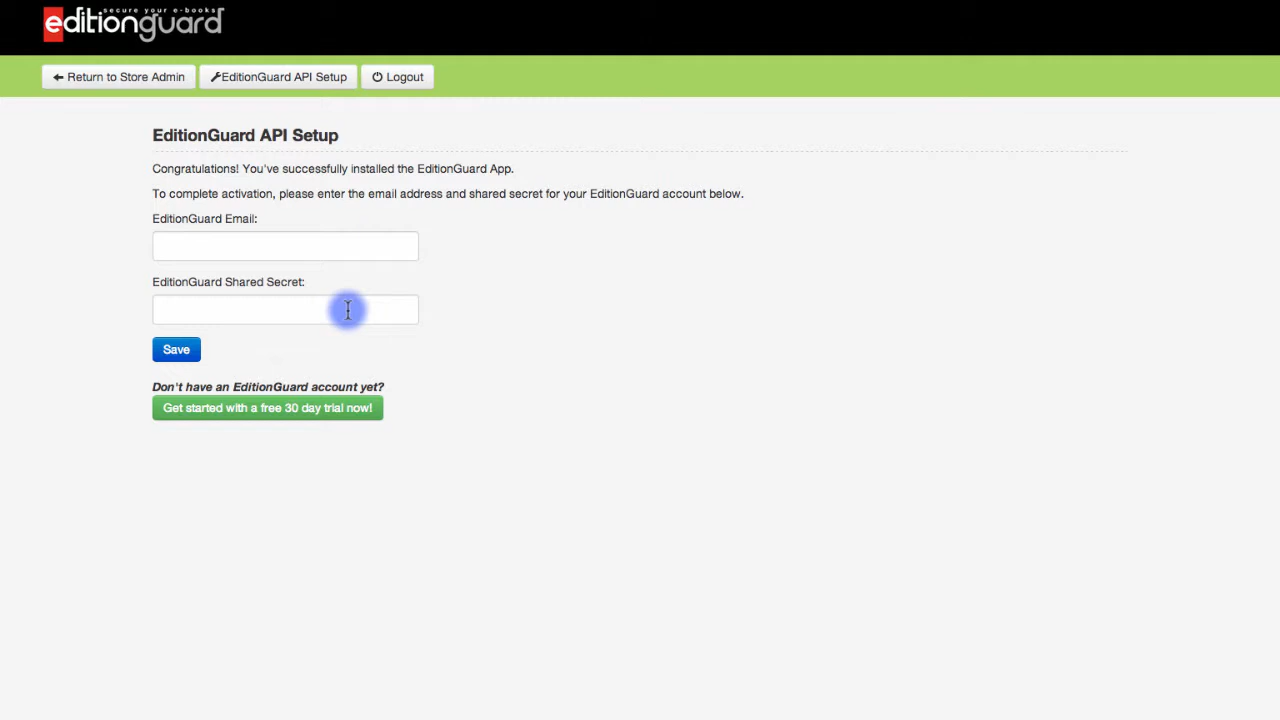 secure your e-books
editionguard
Return to Store Admin
EditionGuard API Setup
Logout
EditionGuard API Setup
Congratulations! You've successfully installed the EditionGuard App.
To complete activation, please enter the email address and shared secret for your EditionGuard account below.
EditionGuard Email:
EditionGuard Shared Secret:
Save
Don't have an EditionGuard account yet?
Get started with a free 30 day trial now!